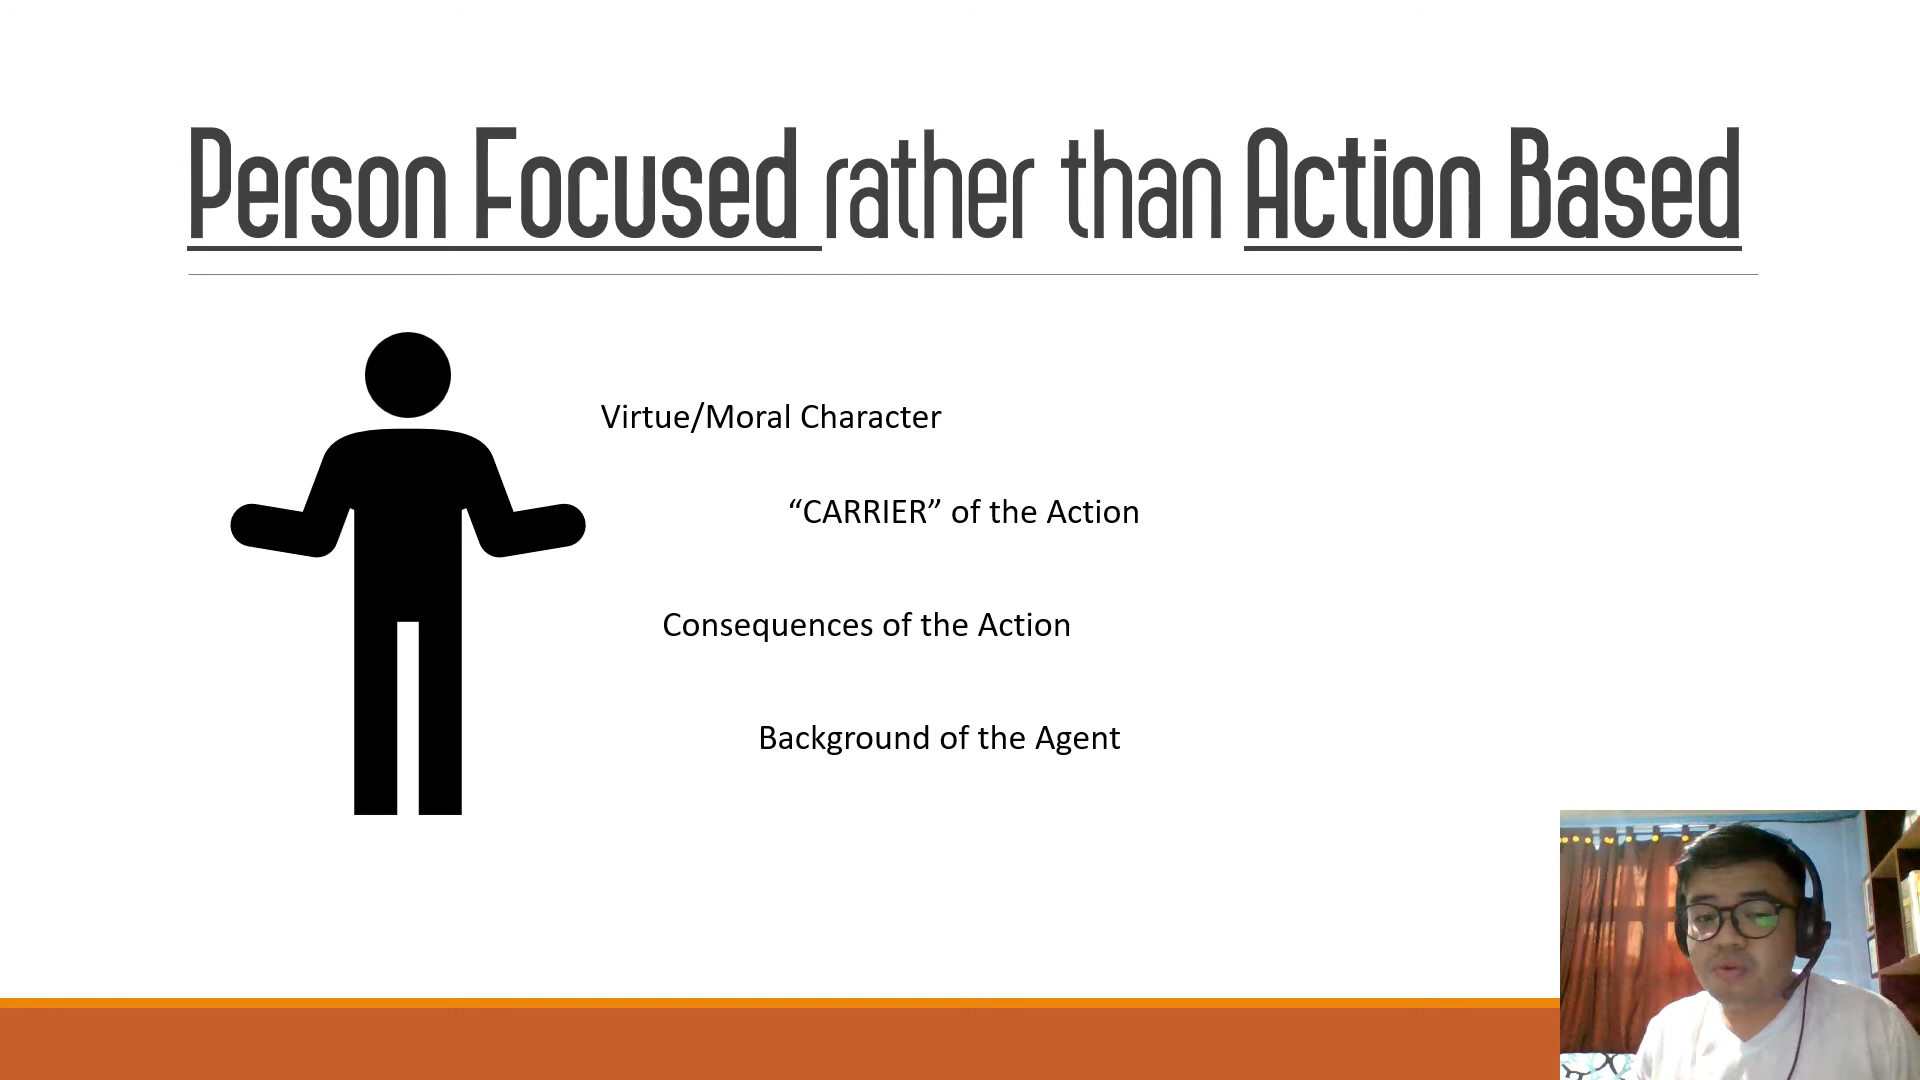 Person Focused rather than Action Based
Virtue/Moral Character
“CARRIER” of the Action
Consequences of the Action
Background of the Agent